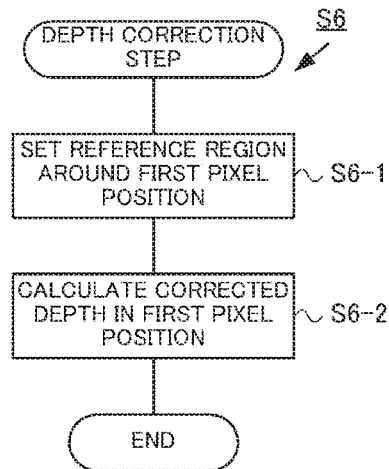 S6
DEPTH CORRECTION
STEP
SET REFERENCE REGION
AROUND FIRST PIXEL
POSITION
S6-1
CALCULATE CORRECTED
DEPTH IN FIRST PIXEL
POSITION
S6-2
END